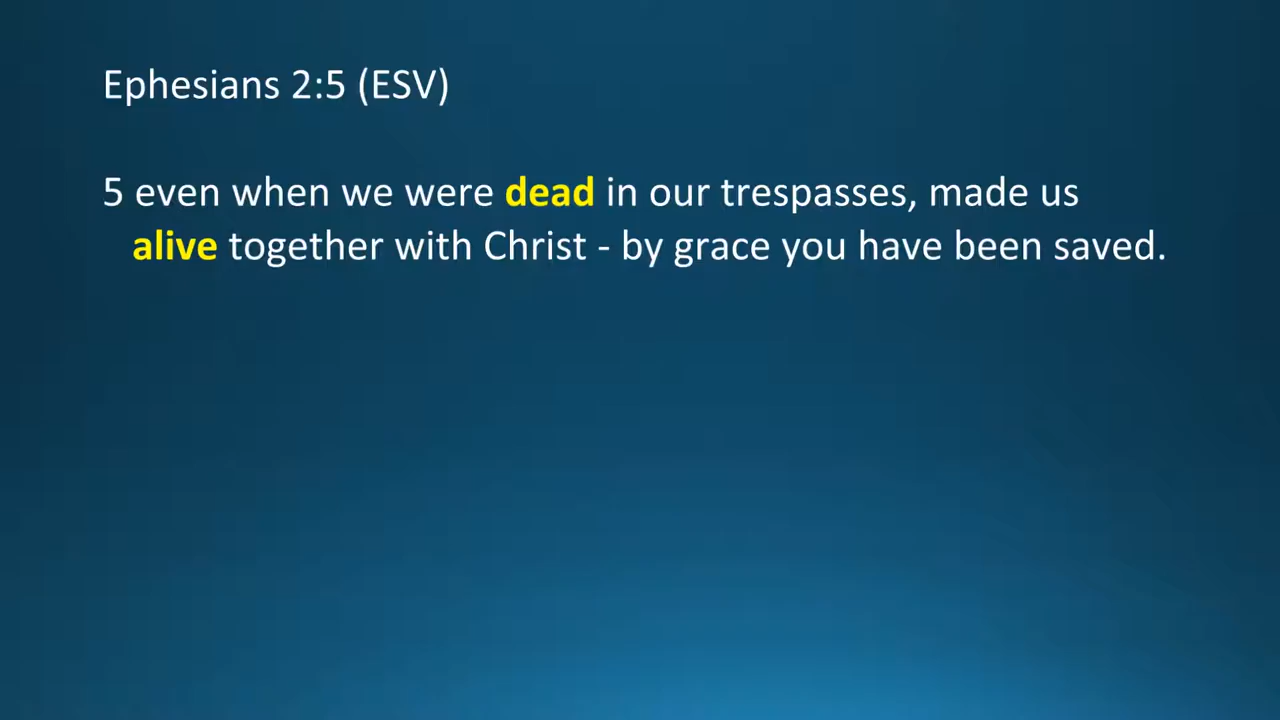 Ephesians 2:5 (ESV)
5 even when we were dead in our trespasses, made us
alive together with Christ - by grace you have been saved.